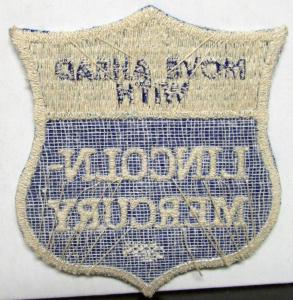 MOVE AHEAD
WITH
LINCOLN-
MERCURY